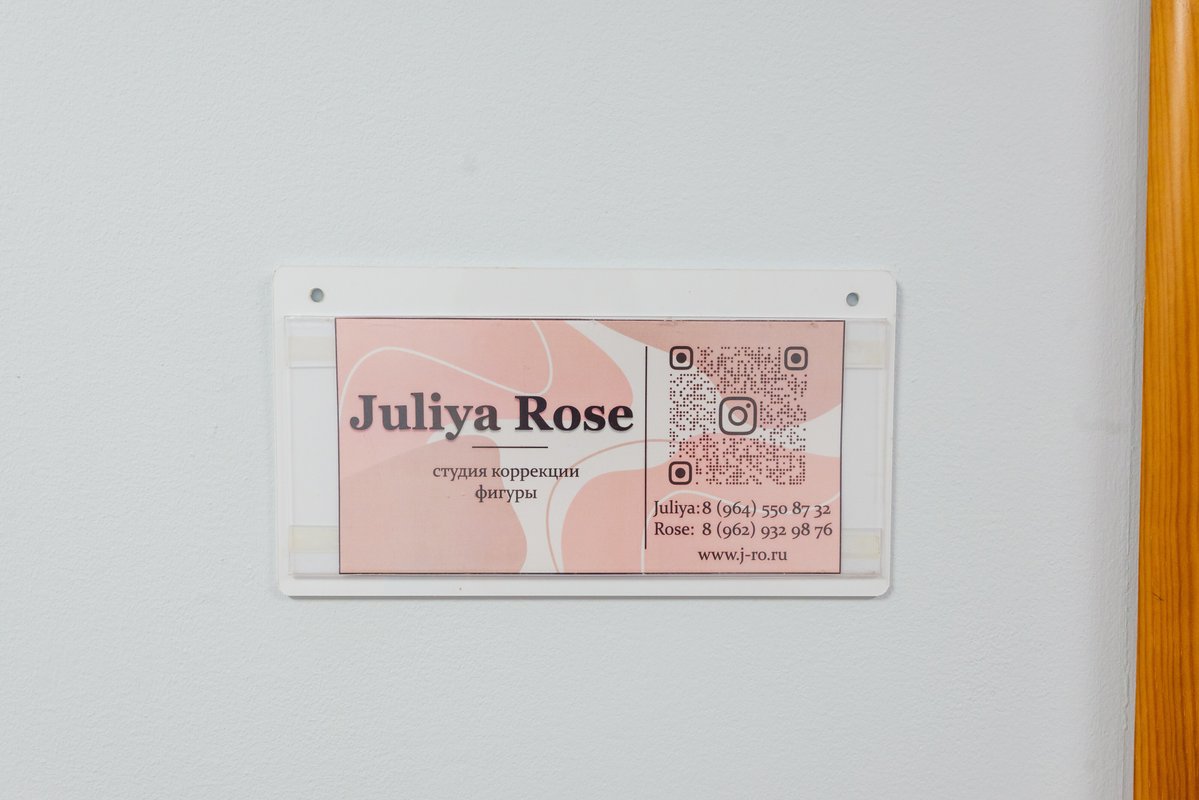 Juliya Rose
студия коррекции
фигуры
Juliya: 8 (964) 550 87 32
Rose: 8 (962) 932 98 76
www.j-ro.ru